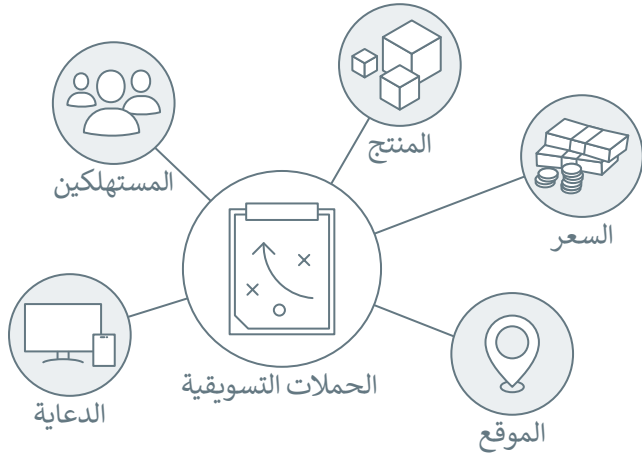 المنتج
المستهلكين
السعر
الحملات التسويقية
الدعاية
الموقع